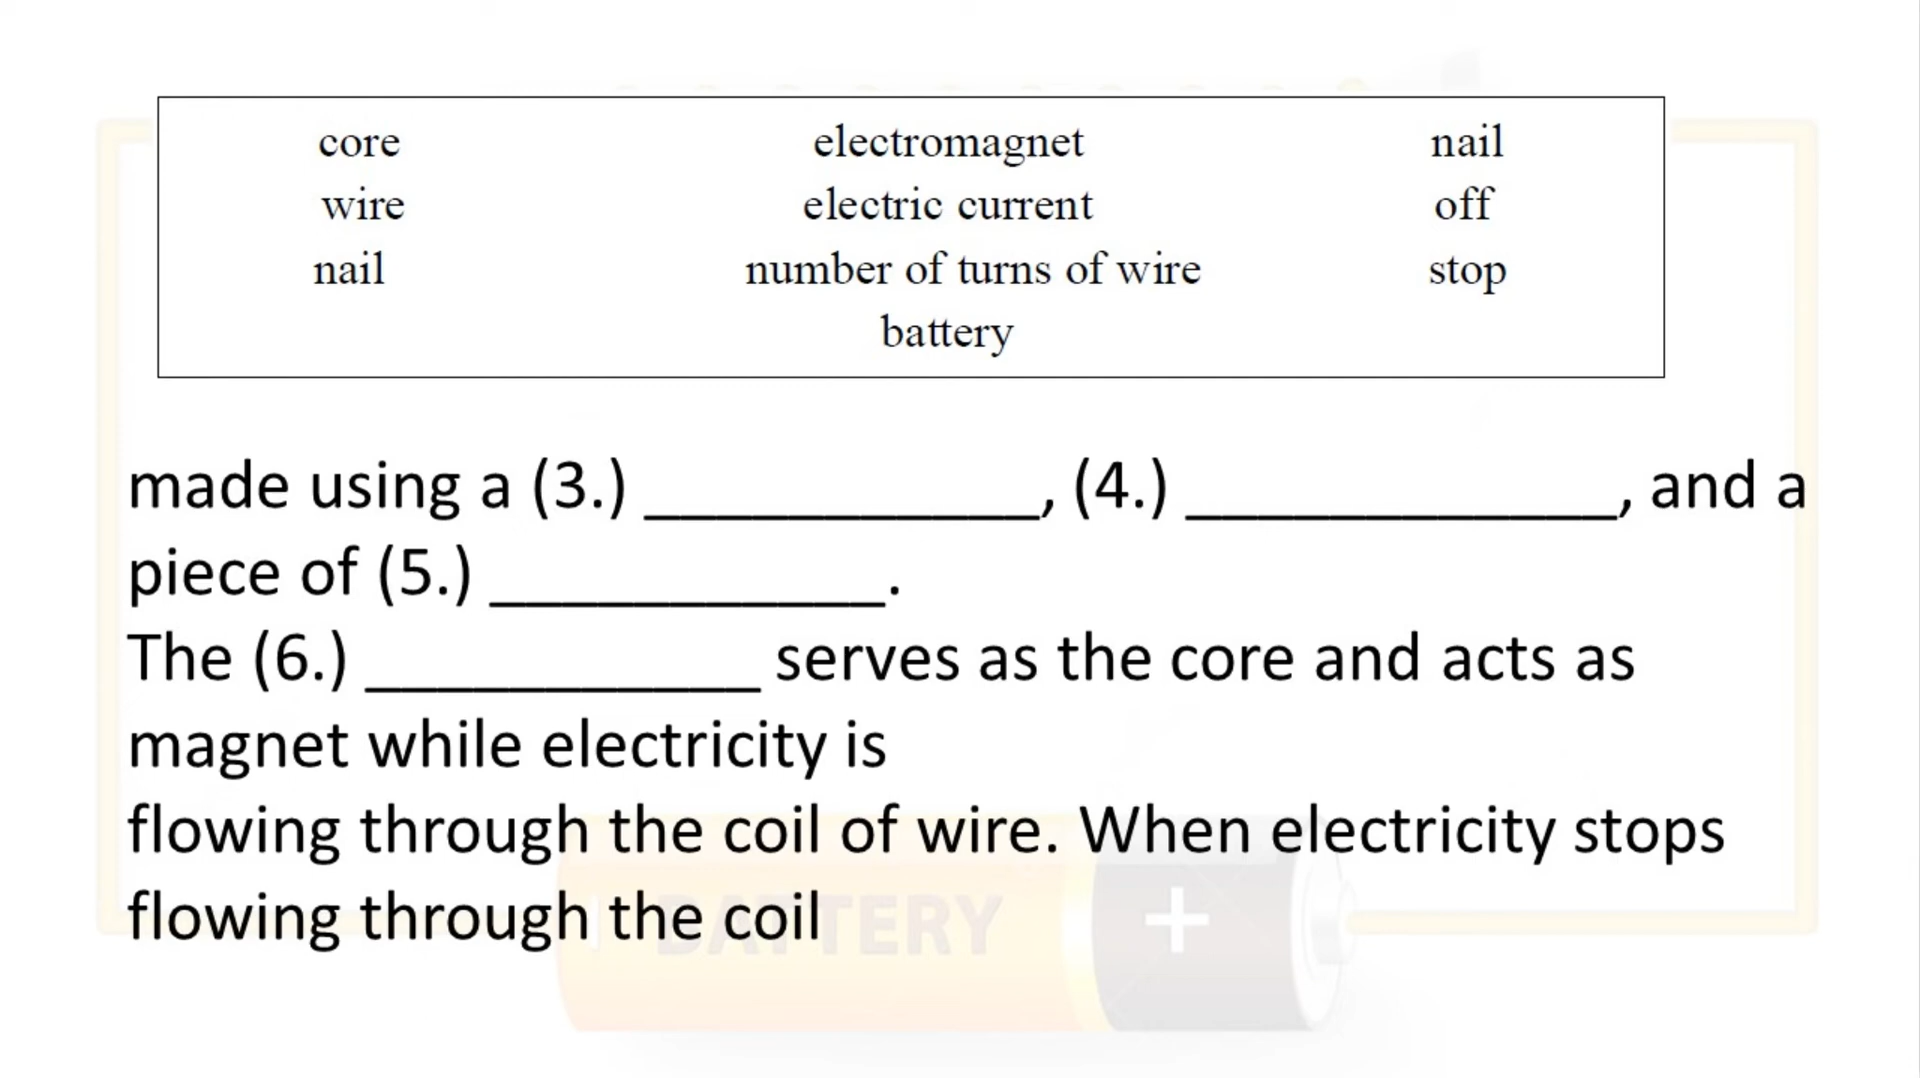 core electromagnet nail
wire electric current off
nail number of turns of wire stop
battery
made using a (3.) ____________, (4.) _____________, and a
piece of (5.) ____________.
The (6.) ____________ serves as the core and acts as
magnet while electricity is
flowing through the coil of wire. When electricity stops
flowing through the coil
BATTERY +